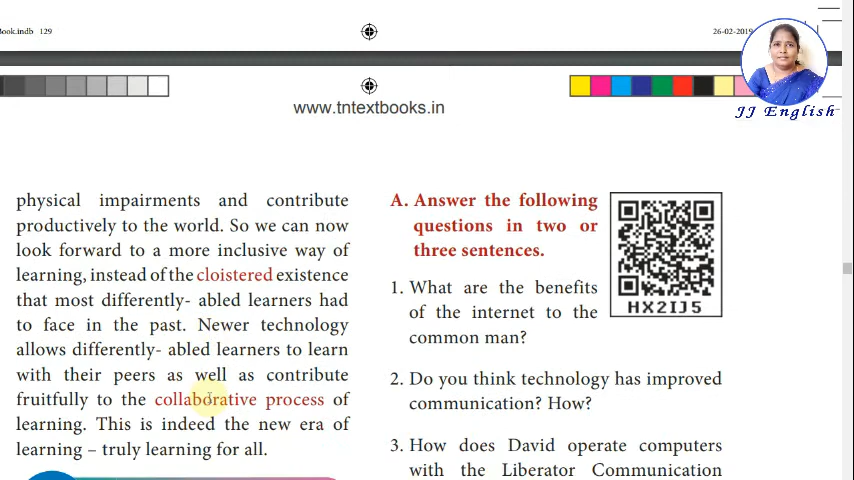 Book.indb 129
26-02-2019
www.tntextbooks.in
JJ English
physical impairments and contribute
productively to the world. So we can now
look forward to a more inclusive way of
learning, instead of the cloistered existence
that most differently- abled learners had
to face in the past. Newer technology
allows differently- abled learners to learn
with their peers as well as contribute
fruitfully to the collaborative process of
learning. This is indeed the new era of
learning – truly learning for all.
A. Answer the following
questions in two or
three sentences.
HX2IJ5
1. What are the benefits
of the internet to the
common man?
2. Do you think technology has improved
communication? How?
3. How does David operate computers
with the Liberator Communication